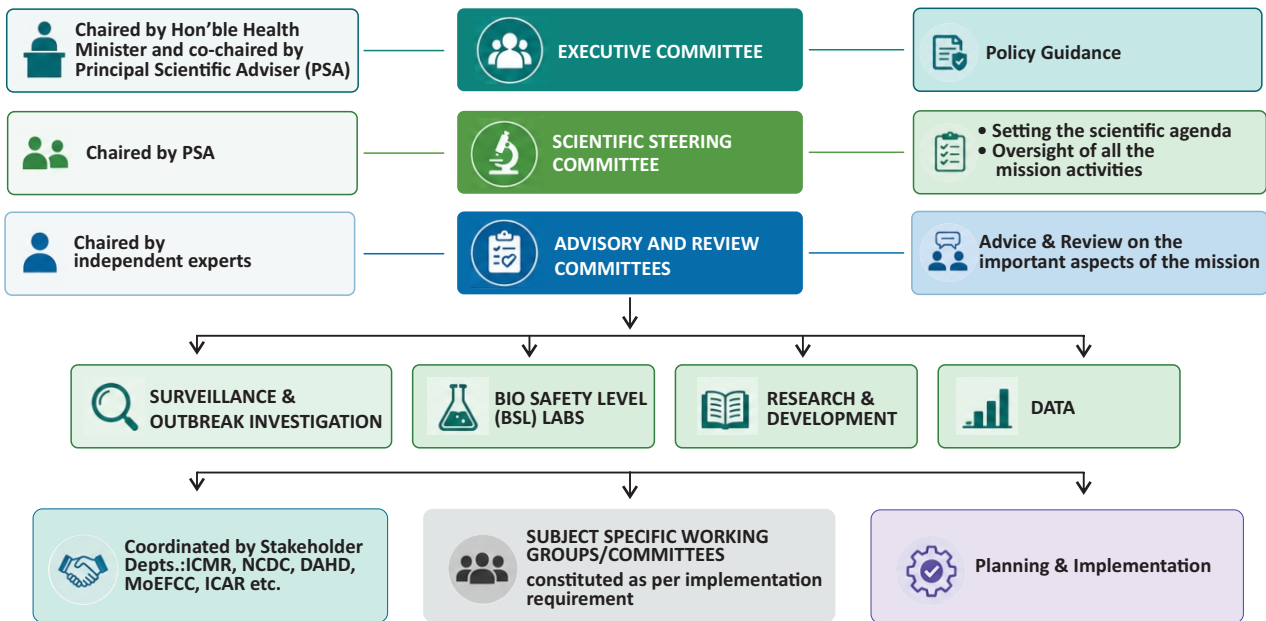 Chaired by Hon’ble Health
Minister and co-chaired by
Principal Scientific Adviser (PSA)
EXECUTIVE COMMITTEE
Policy Guidance
Chaired by PSA
SCIENTIFIC STEERING
COMMITTEE
• Setting the scientific agenda
• Oversight of all the
mission activities
Chaired by
independent experts
ADVISORY AND REVIEW
COMMITTEES
Advice & Review on the
important aspects of the mission
SURVEILLANCE &
OUTBREAK INVESTIGATION
BIO SAFETY LEVEL
(BSL) LABS
RESEARCH &
DEVELOPMENT
DATA
Coordinated by Stakeholder
Depts.:ICMR, NCDC, DAHD,
MoEFCC, ICAR etc.
SUBJECT SPECIFIC WORKING
GROUPS/COMMITTEES
constituted as per implementation
requirement
Planning & Implementation